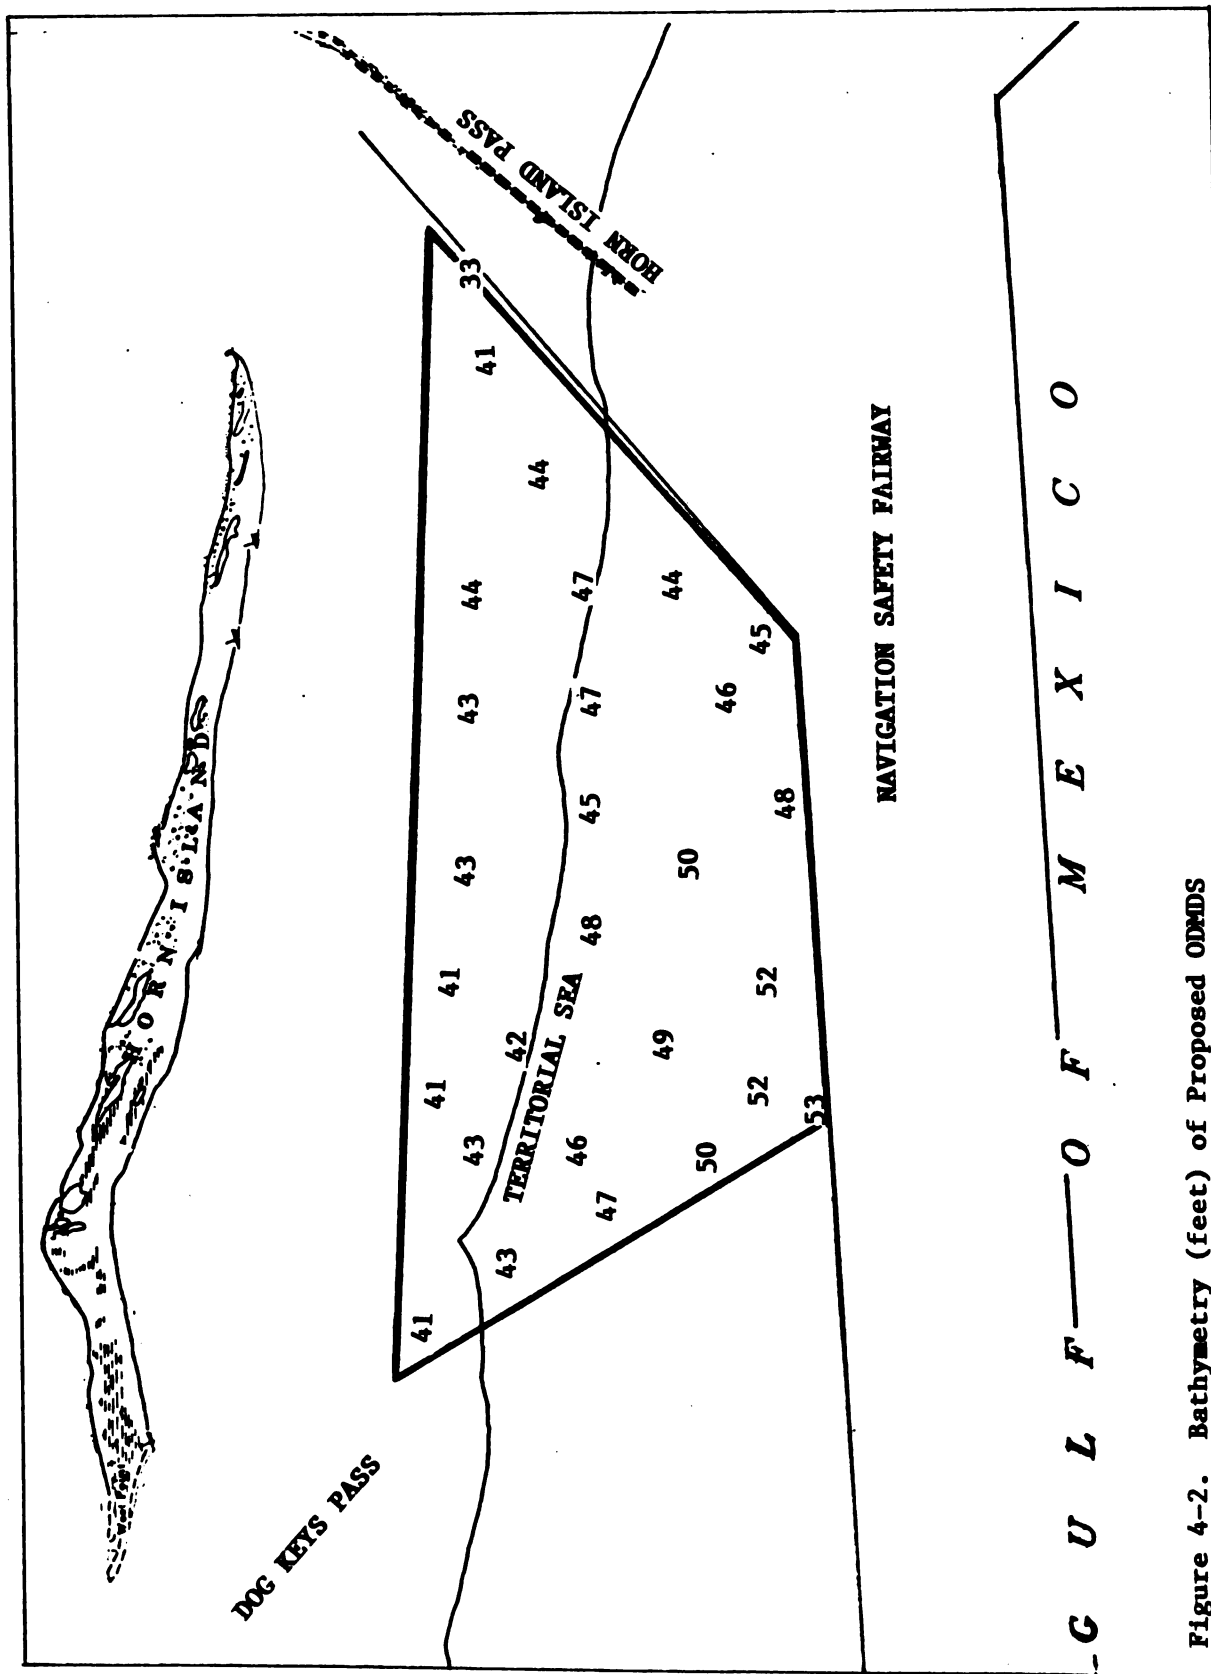 HORN ISLAND
DOG KEYS PASS
HORN ISLAND PASS
41 41 41 43 43 44 33
43 41
43 42 44
TERRITORIAL SEA
46 48 45 47 47
47 49 44
50 50 46 45
52 52 48
53
NAVIGATION SAFETY FAIRWAY
GULF OF MEXICO
Figure 4-2. Bathymetry (feet) of Proposed ODMDS